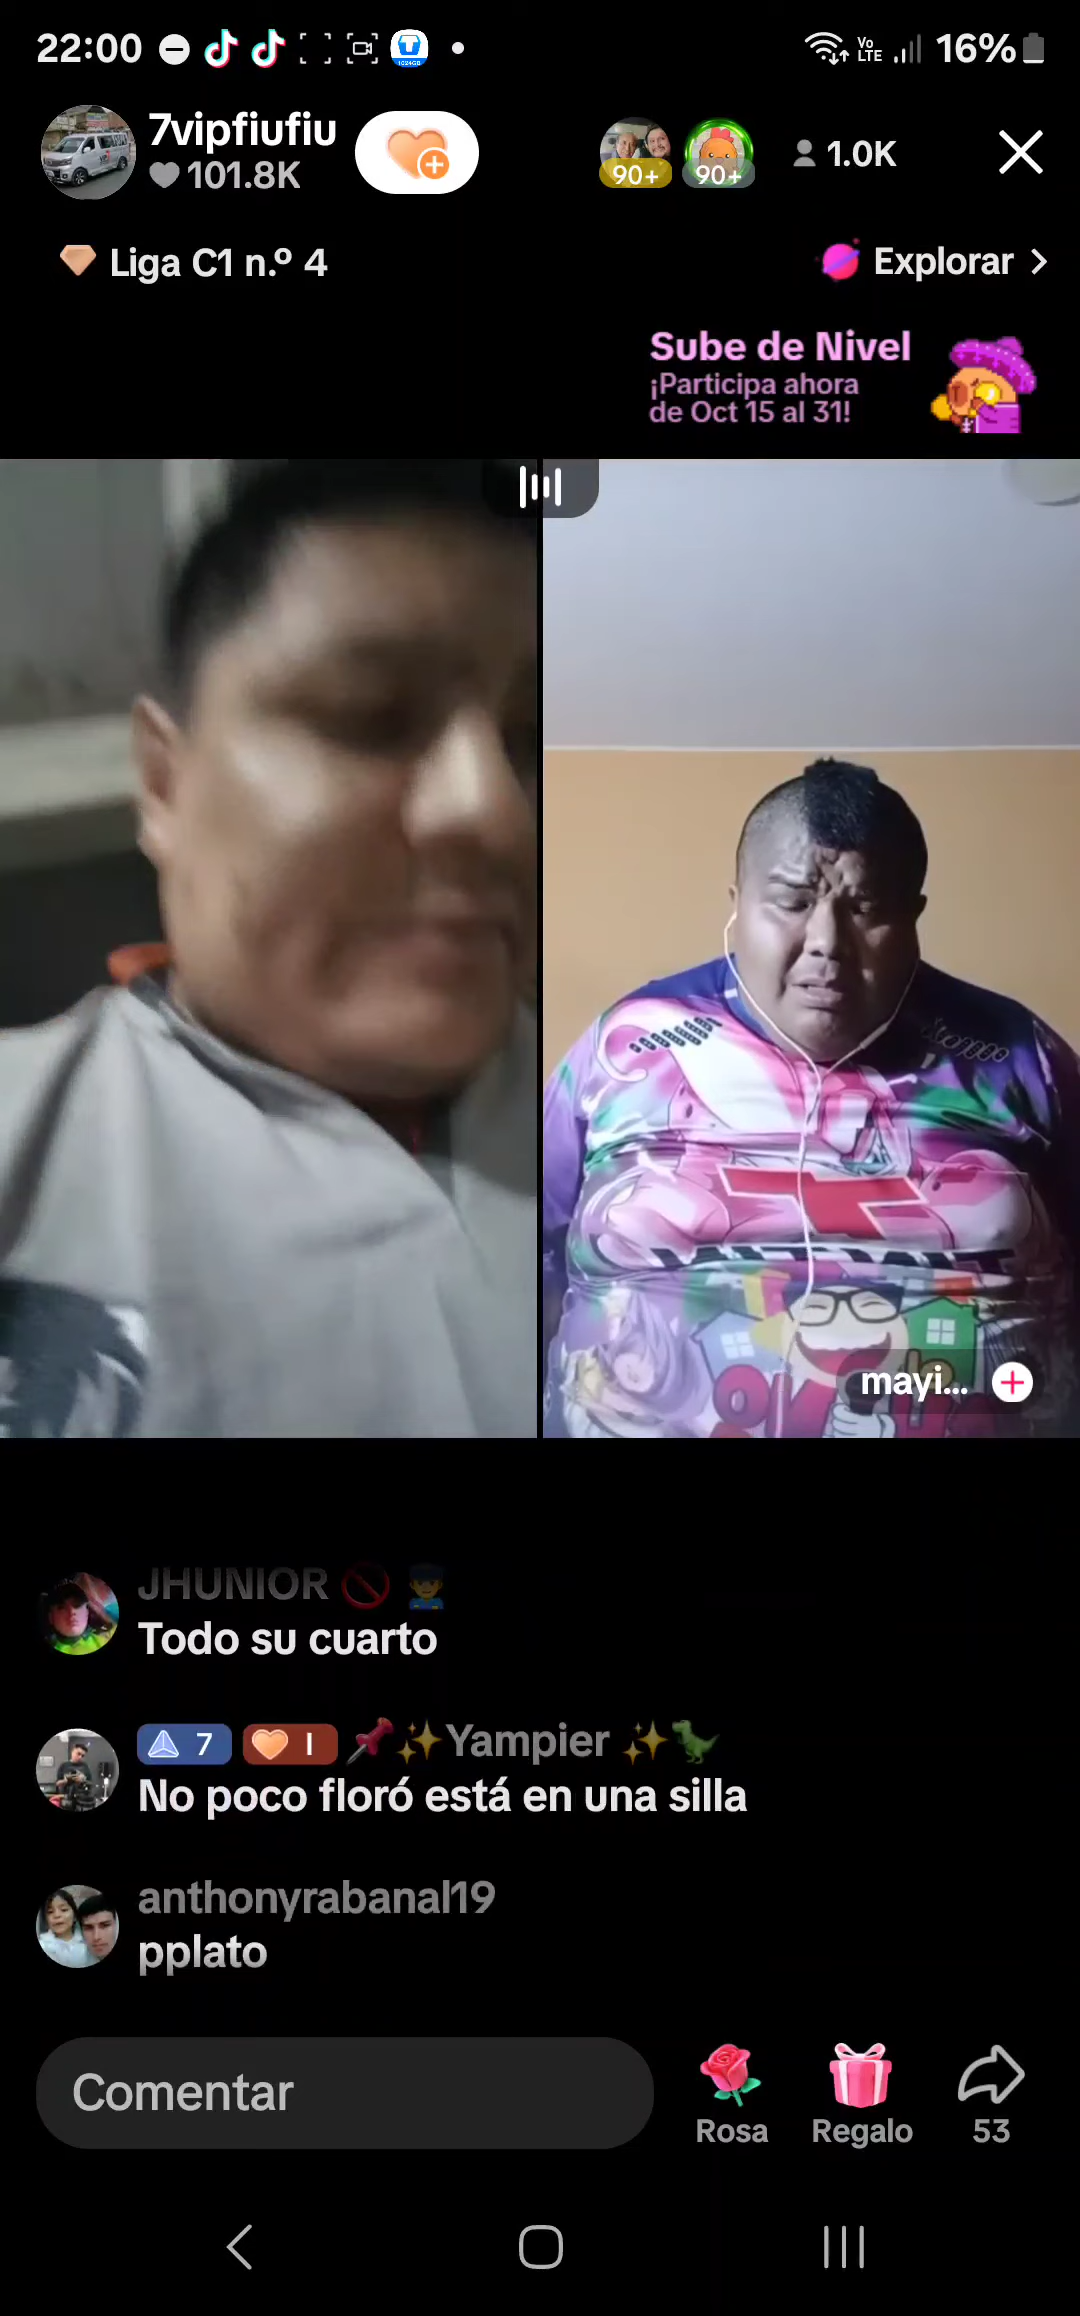 22:00
Vo
LTE
16%
7vipfiufiu
101.8K
90+
90+
1.0K
Liga C1 n.º 4
Explorar
Sube de Nivel
¡Participa ahora
de Oct 15 al 31!
mayi...
JHUNIOR
Todo su cuarto
7
I
Yampier
No poco floró está en una silla
anthonyrabanal19
pplato
Comentar
Rosa
Regalo
53